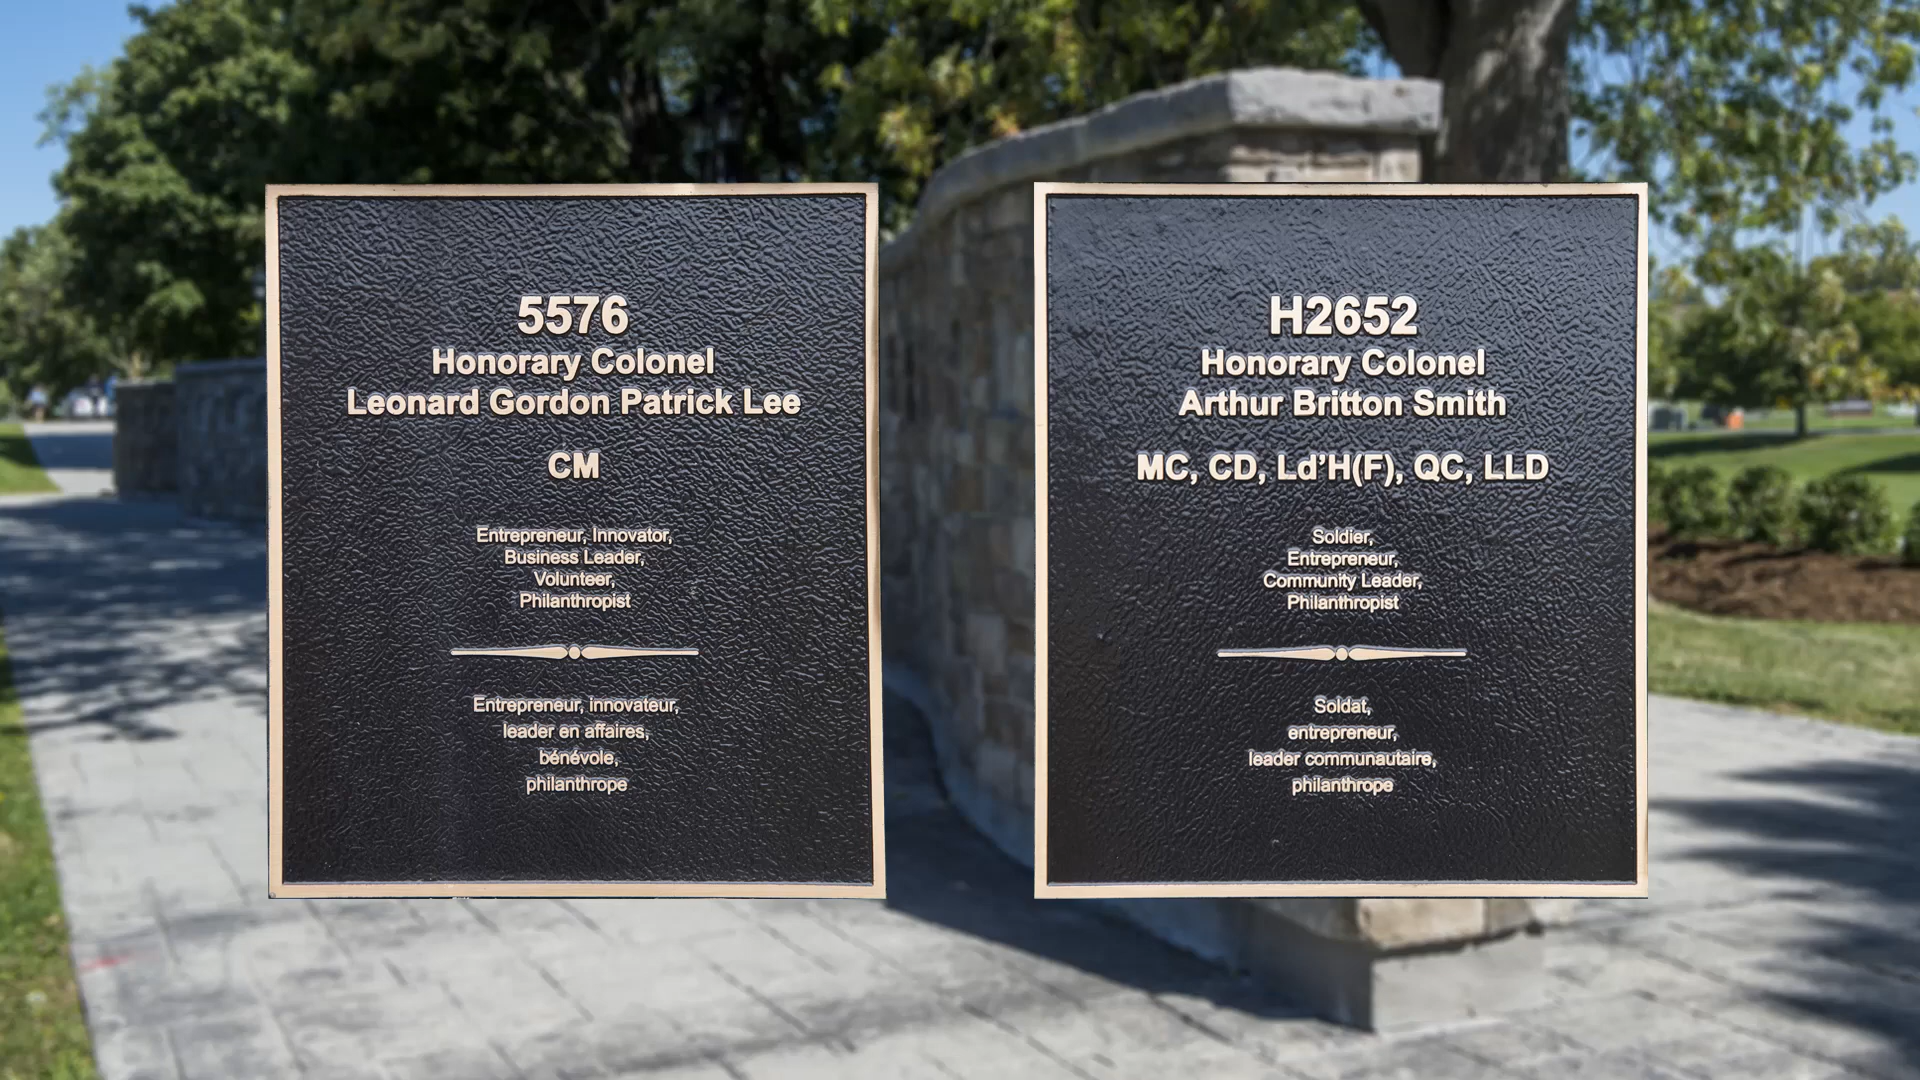 5576
Honorary Colonel
Leonard Gordon Patrick Lee
CM
Entrepreneur, Innovator,
Business Leader,
Volunteer,
Philanthropist
Entrepreneur, innovateur,
leader en affaires,
bénévole,
philanthrope
H2652
Honorary Colonel
Arthur Britton Smith
MC, CD, Ld’H(F), QC, LLD
Soldier,
Entrepreneur,
Community Leader,
Philanthropist
Soldat,
entrepreneur,
leader communautaire,
philanthrope